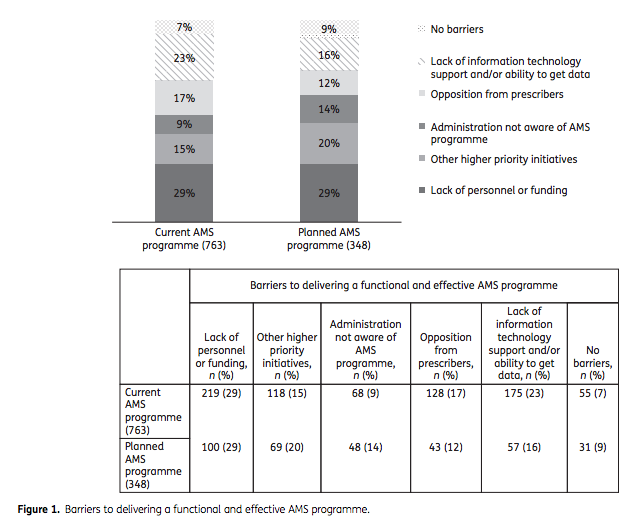 7%
23%
17%
9%
15%
29%
9%
16%
12%
14%
20%
29%
Current AMS
programme (763)
Planned AMS
programme (348)
No barriers
Lack of information technology
support and/or ability to get data
Opposition from prescribers
Administration not aware of AMS
programme
Other higher priority initiatives
Lack of personnel or funding
Barriers to delivering a functional and effective AMS programme
Lack of
personnel
or funding,
n (%)
Other higher
priority
initiatives,
n (%)
Administration
not aware of
AMS
programme,
n (%)
Opposition
from
prescribers,
n (%)
Lack of
information
technology
support and/or
ability to get
data, n (%)
No
barriers,
n (%)
Current
AMS
programme
(763)
219 (29)
118 (15)
68 (9)
128 (17)
175 (23)
55 (7)
Planned
AMS
programme
(348)
100 (29)
69 (20)
48 (14)
43 (12)
57 (16)
31 (9)
Figure 1. Barriers to delivering a functional and effective AMS programme.